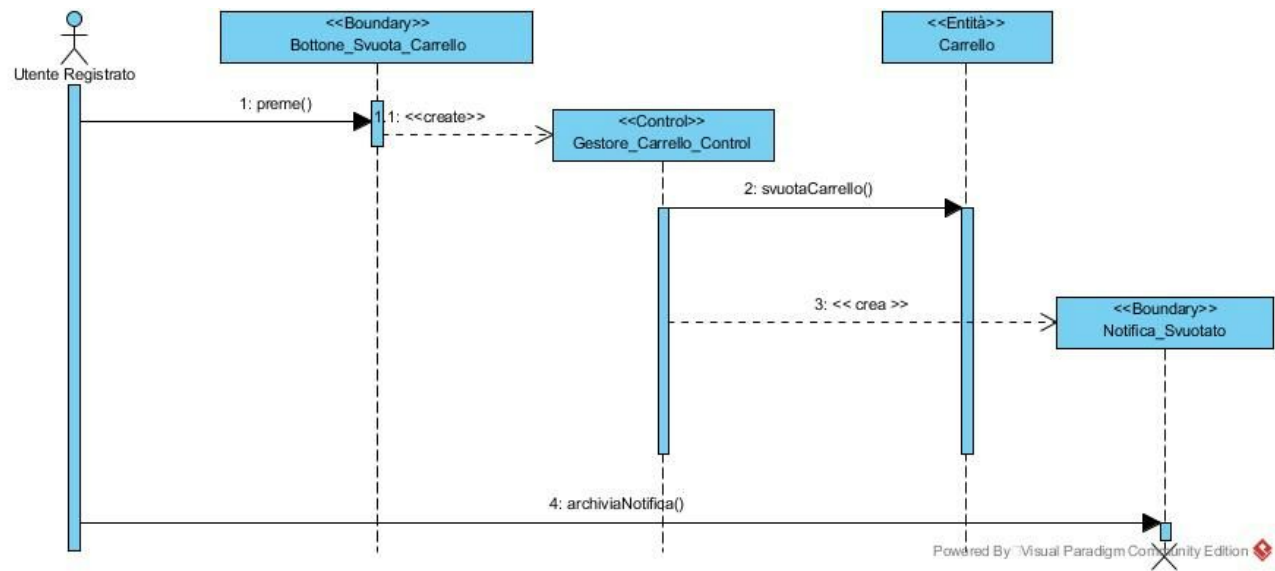 <<Boundary>>
Bottone_Svuota_Carrello
<<Entità>>
Carrello
Utente Registrato
1: preme()
1.1: <<create>>
<<Control>>
Gestore_Carrello_Control
2: svuotaCarrello()
3: << crea >>
<<Boundary>>
Notifica_Svuotato
4: archiviaNotifica()
Powered By Visual Paradigm Community Edition